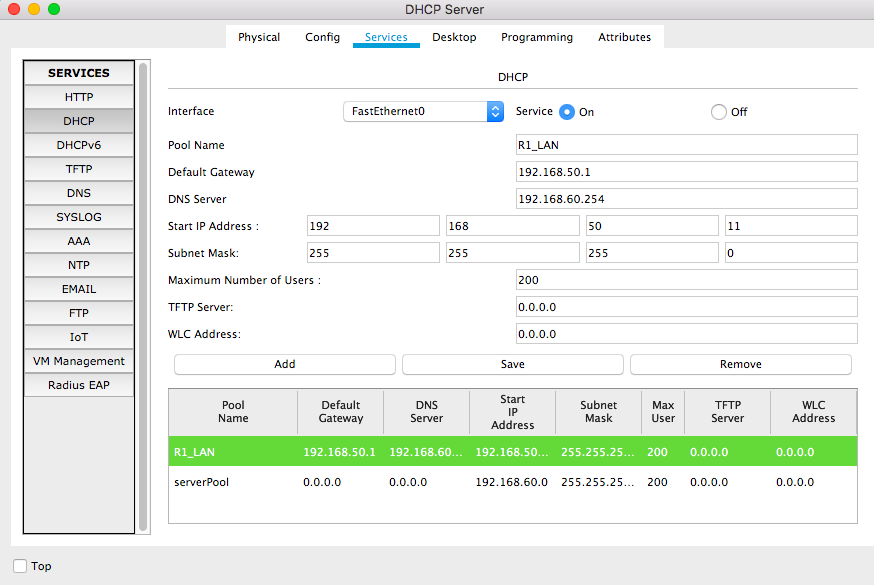 DHCP Server
Physical Config Services Desktop Programming Attributes
SERVICES
HTTP
DHCP
DHCPv6
TFTP
DNS
SYSLOG
AAA
NTP
EMAIL
FTP
IoT
VM Management
Radius EAP
DHCP
Interface FastEthernet0 Service On Off
Pool Name R1_LAN
Default Gateway 192.168.50.1
DNS Server 192.168.60.254
Start IP Address : 192 168 50 11
Subnet Mask: 255 255 255 0
Maximum Number of Users : 200
TFTP Server: 0.0.0.0
WLC Address: 0.0.0.0
Add Save Remove
Pool Name Default Gateway DNS Server Start IP Address Subnet Mask Max User TFTP Server WLC Address
R1_LAN 192.168.50.1 192.168.60... 192.168.50... 255.255.25... 200 0.0.0.0 0.0.0.0
serverPool 0.0.0.0 0.0.0.0 192.168.60.0 255.255.25... 200 0.0.0.0 0.0.0.0
Top